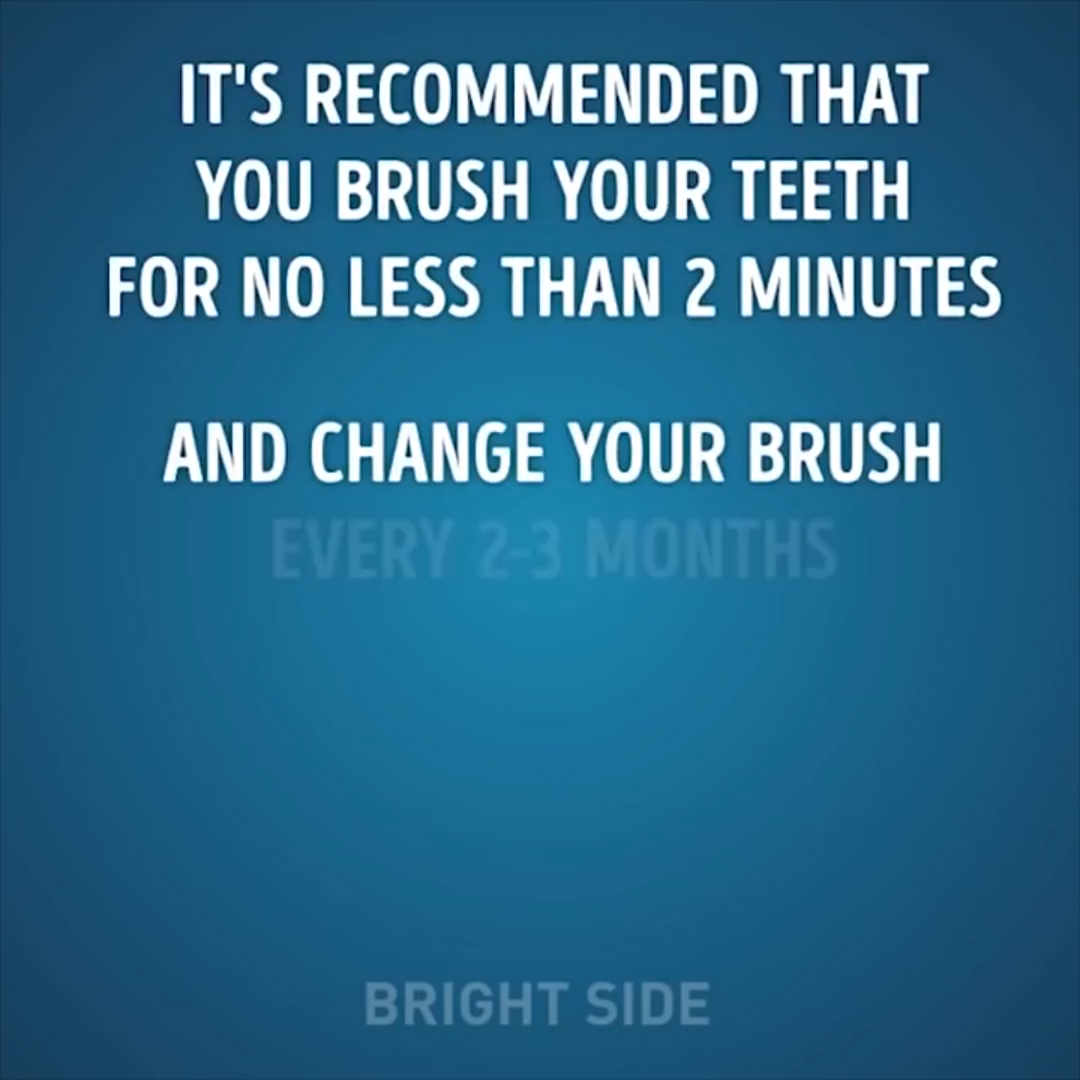 IT'S RECOMMENDED THAT
YOU BRUSH YOUR TEETH
FOR NO LESS THAN 2 MINUTES
AND CHANGE YOUR BRUSH
EVERY 2-3 MONTHS
BRIGHT SIDE